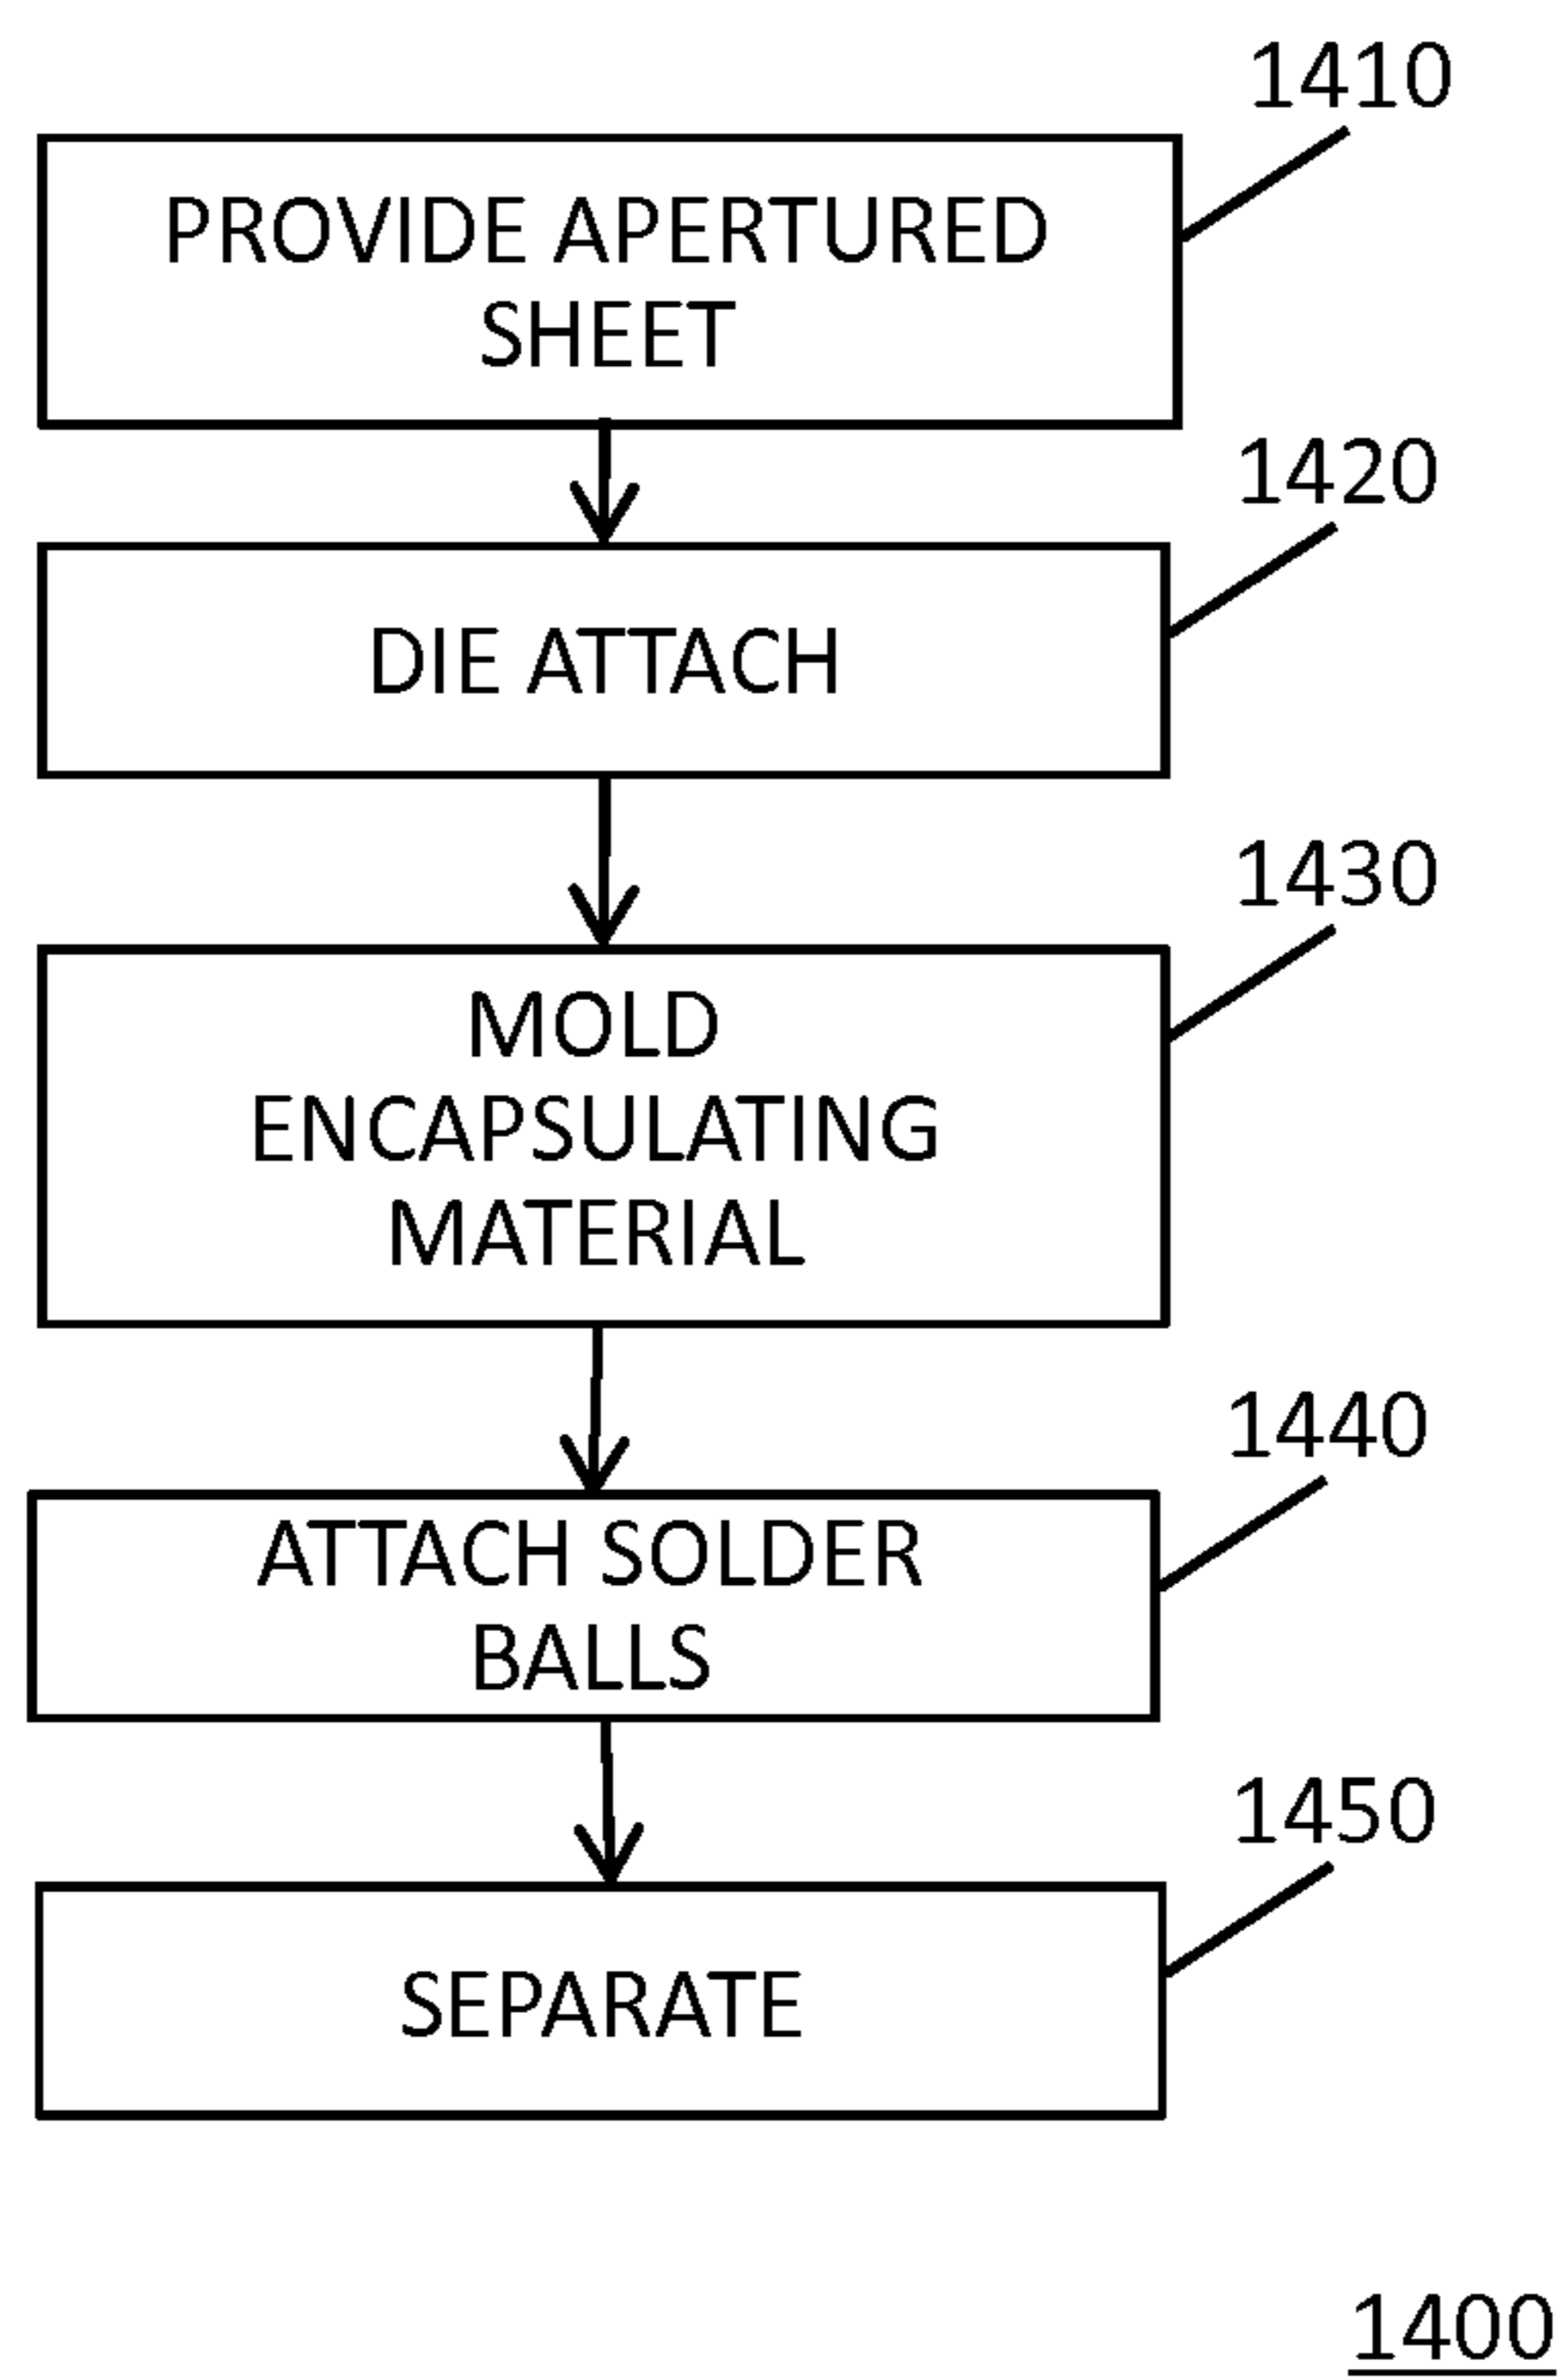 1410
PROVIDE APERTURED
SHEET
1420
DIE ATTACH
1430
MOLD
ENCAPSULATING
MATERIAL
1440
ATTACH SOLDER
BALLS
1450
SEPARATE
1400